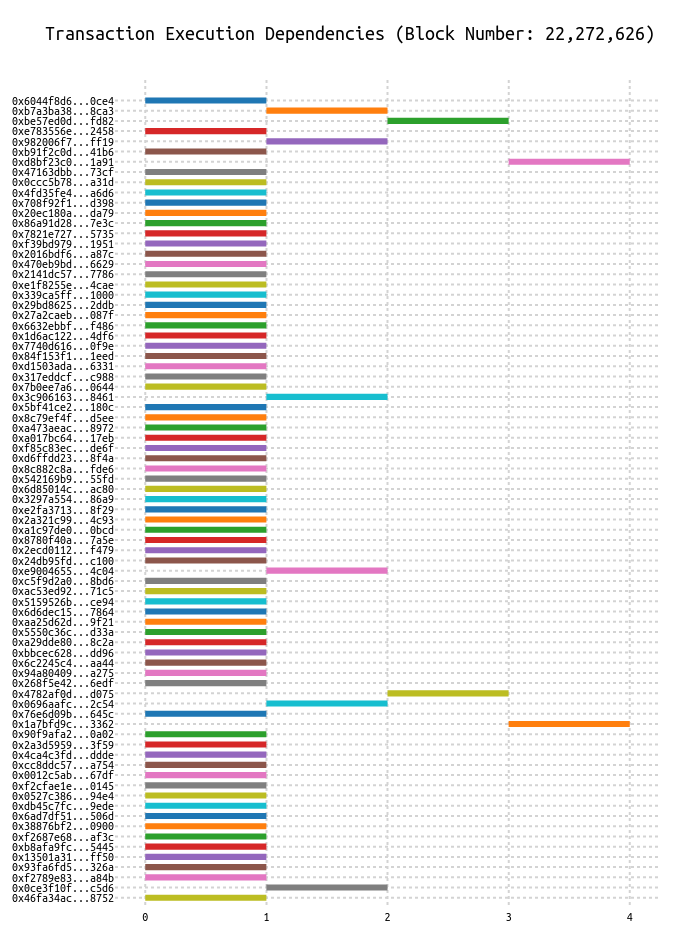 Transaction Execution Dependencies (Block Number: 22,272,626)
0x6044f8d6...0ce4
0xb7a3ba38...8ca3
0xbe57ed0d...fd82
0xe783556e...2458
0x982006f7...ff19
0xb91f2c0d...41b6
0xd8bf23c0...1a91
0x47163dbb...73cf
0x0ccc5b78...a31d
0x4fd35fe4...a6d6
0x708f92f1...d398
0x20ec180a...da79
0x86a91d28...7e3c
0x7821e727...5735
0xf39bd979...1951
0x2016bdf6...a87c
0x470eb9bd...6629
0x2141dc57...7786
0xe1f8255e...4cae
0x339ca5ff...1000
0x29bd8625...2ddb
0x27a2caeb...087f
0x6632ebbf...f486
0x1d6ac122...4df6
0x7740d616...0f9e
0x84f153f1...1eed
0xd1503ada...6331
0x317eddcf...c988
0x7b0ee7a6...0644
0x3c906163...8461
0x5bf41ce2...180c
0x8c79ef4f...d5ee
0xa473aeac...8972
0xa017bc64...17eb
0xf85c83ec...de6f
0xd6ffdd23...8f4a
0x8c882c8a...fde6
0x542169b9...55fd
0x6d85014c...ac80
0x3297a554...86a9
0xe2fa3713...8f29
0x2a321c99...4c93
0xa1c97de0...0bcd
0x8780f40a...7a5e
0x2ecd0112...f479
0x24db95fd...c100
0xe9004655...4c04
0xc5f9d2a0...8bd6
0xac53ed92...71c5
0x5159526b...ce94
0x6d6dec15...7864
0xaa25d62d...9f21
0x5550c36c...d33a
0xa29dde80...8c2a
0xbbcec628...dd96
0x6c2245c4...aa44
0x94a80409...a275
0x268f5e42...6edf
0x4782af0d...d075
0x0696aafc...2c54
0x76e6d09b...645c
0x1a7bfd9c...3362
0x90f9afa2...0a02
0x2a3d5959...3f59
0x4ca4c3fd...ddde
0xcc8ddc57...a754
0x0012c5ab...67df
0xf2cfae1e...0145
0x0527c386...94e4
0xdb45c7fc...9ede
0x6ad7df51...506d
0x38876bf2...0900
0xf2687e68...af3c
0xb8afa9fc...5445
0x13501a31...ff50
0x93fa6fd5...326a
0xf2789e83...a84b
0x0ce3f10f...c5d6
0x46fa34ac...8752
0 1 2 3 4